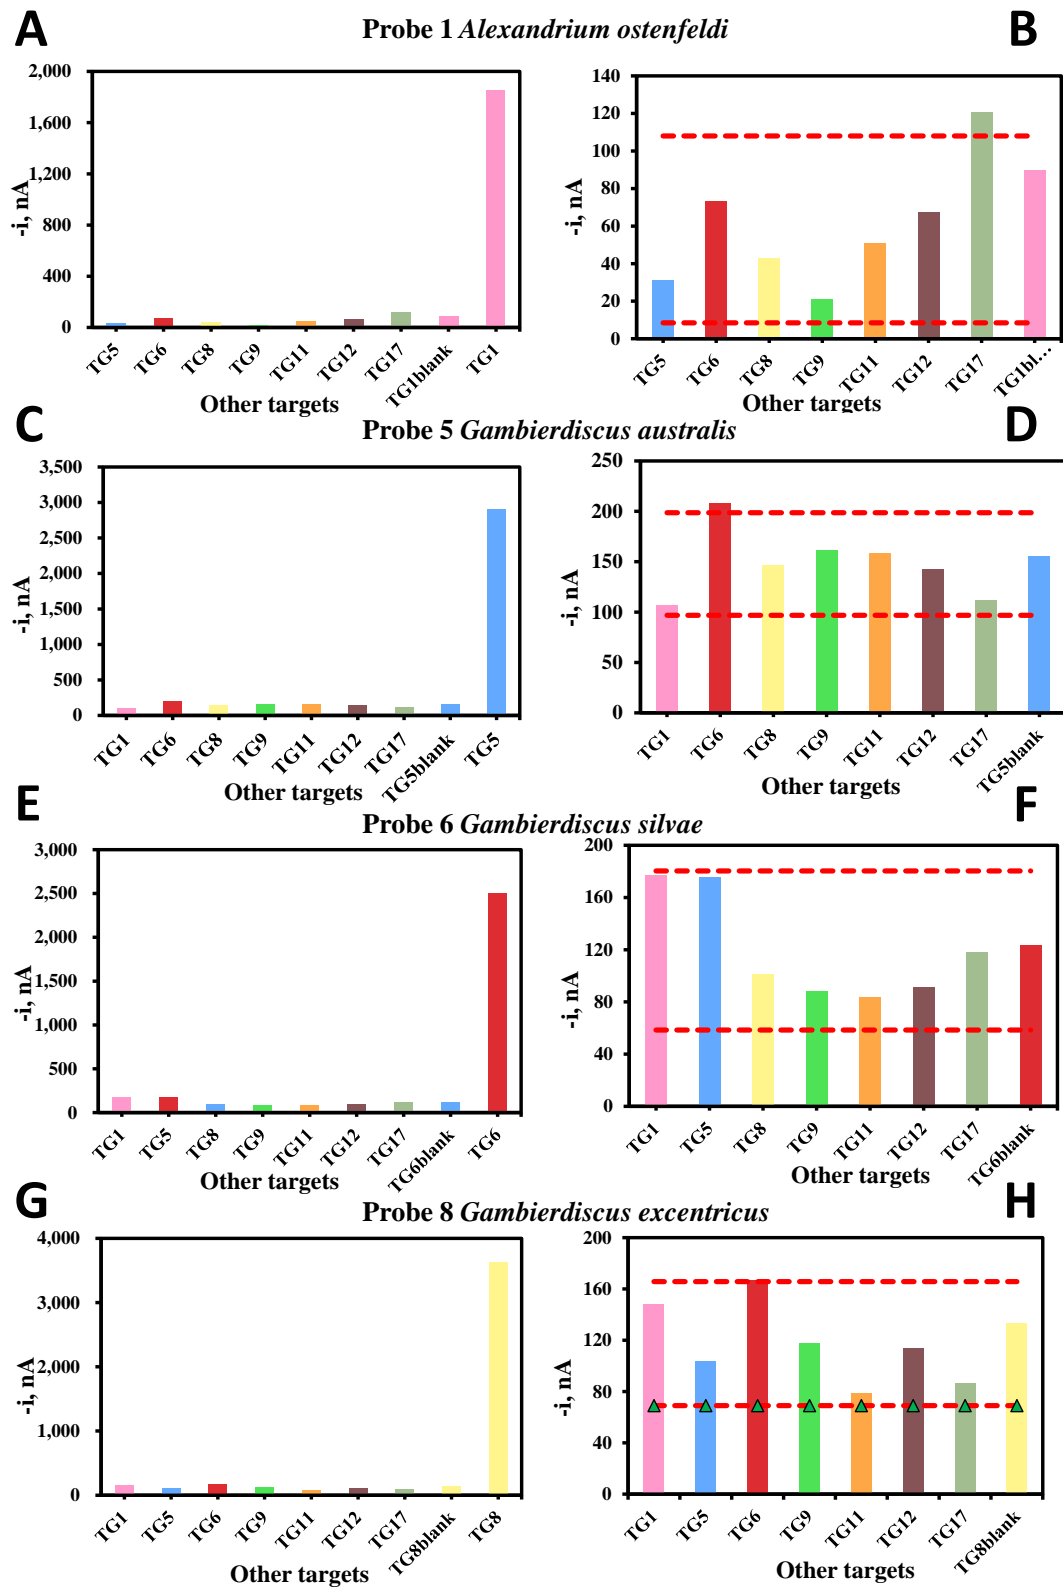 A
Probe 1 Alexandrium ostenfeldi
B
2,000
1,600
1,200
800
400
0
-i, nA
TG5
TG6
TG8
TG9
TG11
TG12
TG17
TG1blank
TG1
Other targets
140
120
100
80
60
40
20
0
-i, nA
TG5
TG6
TG8
TG9
TG11
TG12
TG17
TG1bl...
Other targets
C
Probe 5 Gambierdiscus australis
D
3,500
3,000
2,500
2,000
1,500
1,000
500
0
-i, nA
TG1
TG6
TG8
TG9
TG11
TG12
TG17
TG5blank
TG5
Other targets
250
200
150
100
50
0
-i, nA
TG1
TG6
TG8
TG9
TG11
TG12
TG17
TG5blank
Other targets
E
Probe 6 Gambierdiscus silvae
F
3,000
2,500
2,000
1,500
1,000
500
0
-i, nA
TG1
TG5
TG8
TG9
TG11
TG12
TG17
TG6blank
TG6
Other targets
200
160
120
80
40
0
-i, nA
TG1
TG5
TG8
TG9
TG11
TG12
TG17
TG6blank
Other targets
G
Probe 8 Gambierdiscus excentricus
H
4,000
3,000
2,000
1,000
0
-i, nA
TG1
TG5
TG6
TG9
TG11
TG12
TG17
TG8blank
TG8
Other targets
200
160
120
80
40
0
-i, nA
TG1
TG5
TG6
TG9
TG11
TG12
TG17
TG8blank
Other targets